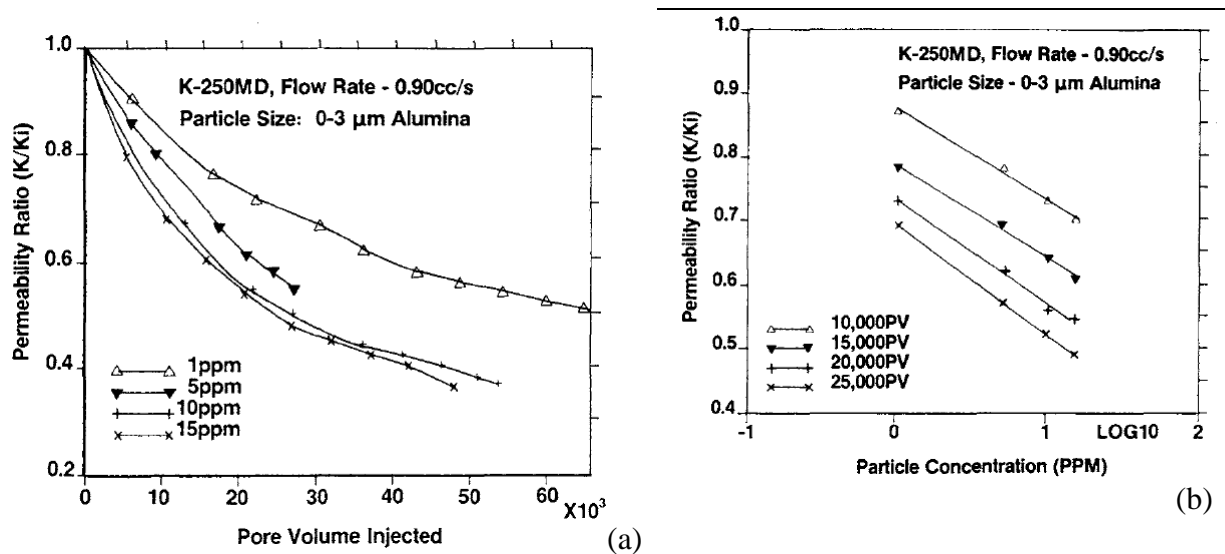 1.0
0.8
0.6
0.4
0.2
Permeability Ratio (K/Ki)
K-250MD, Flow Rate - 0.90cc/s
Particle Size: 0-3 µm Alumina
1ppm
5ppm
10ppm
15ppm
0 10 20 30 40 50 60
X10³
Pore Volume Injected
(a)
1.0
0.9
0.8
0.7
0.6
0.5
0.4
Permeability Ratio (K/Ki)
K-250MD, Flow Rate - 0.90cc/s
Particle Size - 0-3 µm Alumina
10,000PV
15,000PV
20,000PV
25,000PV
-1 0 1 LOG10 2
Particle Concentration (PPM)
(b)